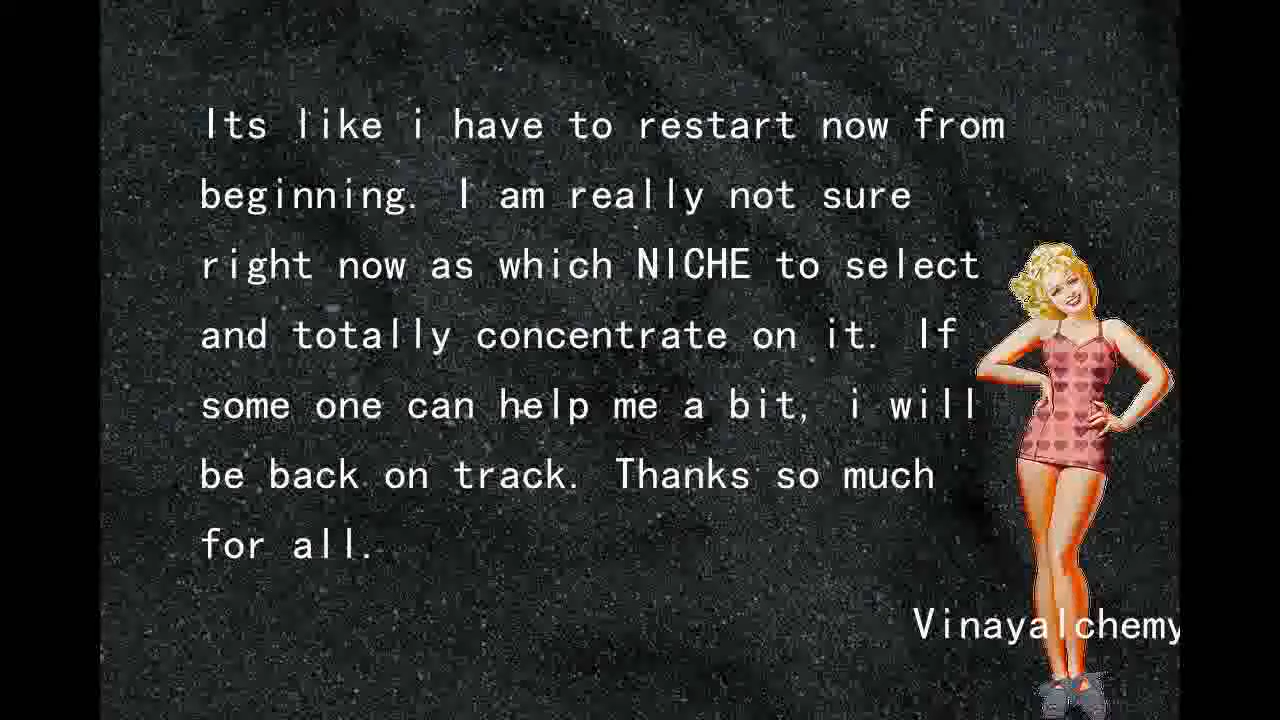 Its like i have to restart now from
beginning. I am really not sure
right now as which NICHE to select
and totally concentrate on it. If
some one can help me a bit, i will
be back on track. Thanks so much
for all.
Vinayalchemy